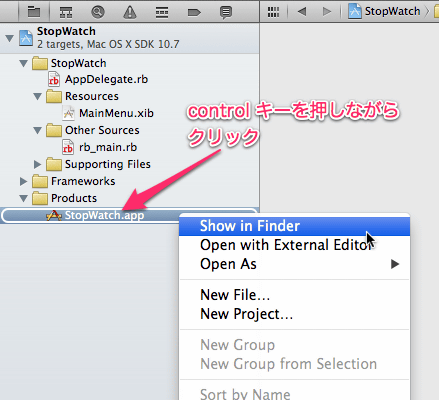 StopWatch
StopWatch
2 targets, Mac OS X SDK 10.7
StopWatch
AppDelegate.rb
Resources
MainMenu.xib
Other Sources
rb_main.rb
Supporting Files
Frameworks
Products
StopWatch.app
control キーを押しながら
クリック
Show in Finder
Open with External Editor
Open As
New File...
New Project...
New Group
New Group from Selection
Sort by Name